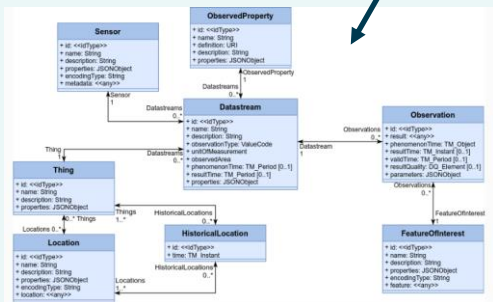 ObservedProperty
+ id: <<idType>>
+ name: String
+ definition: URI
+ description: String
+ properties: JSONObject
ObservedProperty
1
Datastreams
0..*
Sensor
+ id: <<idType>>
+ name: String
+ description: String
+ properties: JSONObject
+ encodingType: String
+ metadata: <<any>>
Sensor
1
Datastreams
0..*
Datastream
+ id: <<idType>>
+ name: String
+ description: String
+ observationType: ValueCode
+ unitOfMeasurement
+ observedArea
+ phenomenonTime: TM_Period [0..1]
+ resultTime: TM_Period [0..1]
+ properties: JSONObject
Observations
0..*
Datastream
1
Observation
+ id: <<idType>>
+ result: <<any>>
+ phenomenonTime: TM_Object
+ resultTime: TM_Instant [0..1]
+ validTime: TM_Period [0..1]
+ resultQuality: DQ_Element [0..1]
+ parameters: JSONObject
Observations
0..*
FeatureOfInterest
1
Thing
1
Datastreams
0..*
Thing
+ id: <<idType>>
+ name: String
+ description: String
+ properties: JSONObject
Things
1..*
0..* Things
Locations 0..*
HistoricalLocations
0..*
HistoricalLocation
+ id: <<idType>>
+ time: TM_Instant
HistoricalLocations
0..*
Locations
1..*
Location
+ id: <<idType>>
+ name: String
+ description: String
+ properties: JSONObject
+ encodingType: String
+ location: <<any>>
FeatureOfInterest
+ id: <<idType>>
+ name: String
+ description: String
+ properties: JSONObject
+ encodingType: String
+ feature: <<any>>